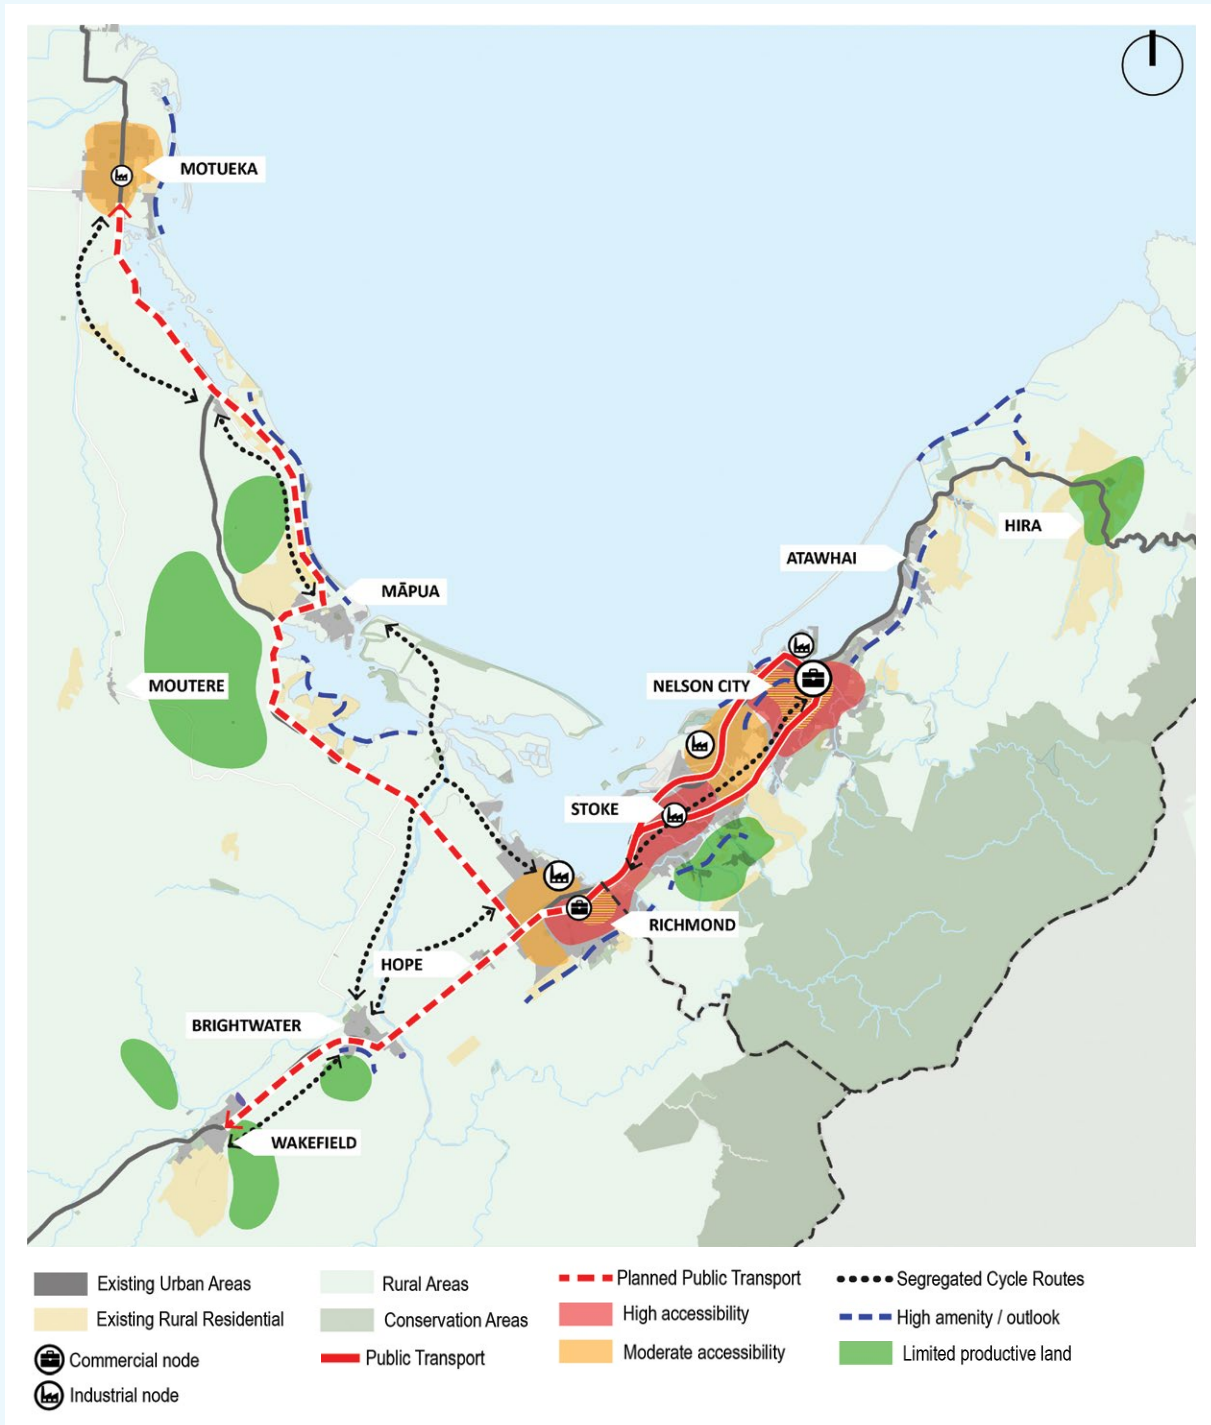 MOTUEKA
HIRA
ATAWHAI
MĀPUA
MOUTERE
NELSON CITY
STOKE
RICHMOND
HOPE
BRIGHTWATER
WAKEFIELD
Existing Urban Areas
Rural Areas
Planned Public Transport
Segregated Cycle Routes
Existing Rural Residential
Conservation Areas
High accessibility
High amenity / outlook
Commercial node
Public Transport
Moderate accessibility
Limited productive land
Industrial node